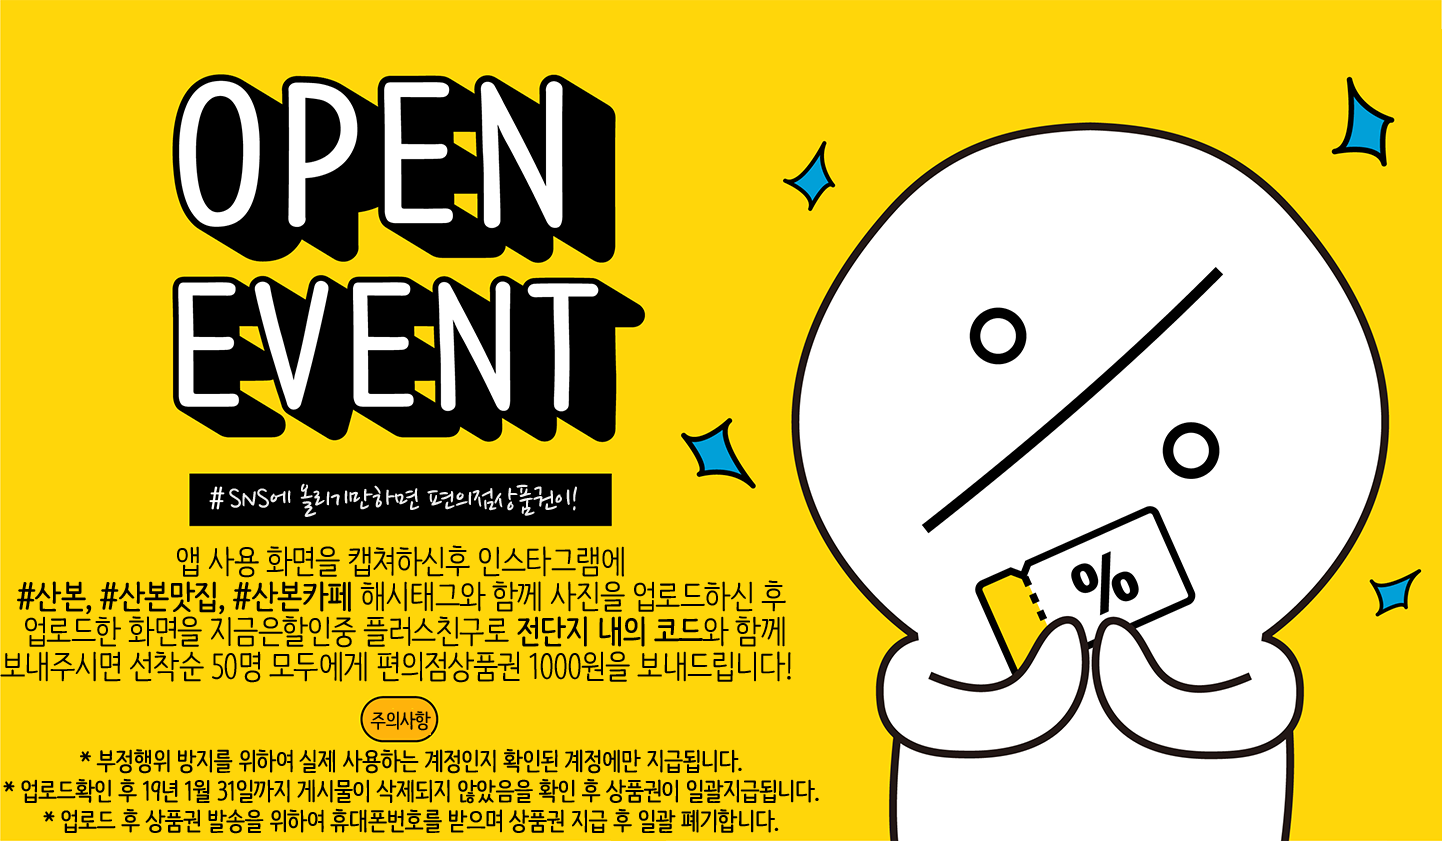 OPEN
EVENT
#SNS에 올리기만하면 편의점상품권이!
앱 사용 화면을 캡쳐하신후 인스타그램에
#산본, #산본맛집, #산본카페 해시태그와 함께 사진을 업로드하신 후
업로드한 화면을 지금은할인중 플러스친구로 전단지 내의 코드와 함께
보내주시면 선착순 50명 모두에게 편의점상품권 1000원을 보내드립니다!
%
주의사항
* 부정행위 방지를 위하여 실제 사용하는 계정인지 확인된 계정에만 지급됩니다.
* 업로드확인 후 19년 1월 31일까지 게시물이 삭제되지 않았음을 확인 후 상품권이 일괄지급됩니다.
* 업로드 후 상품권 발송을 위하여 휴대폰번호를 받으며 상품권 지급 후 일괄 폐기합니다.